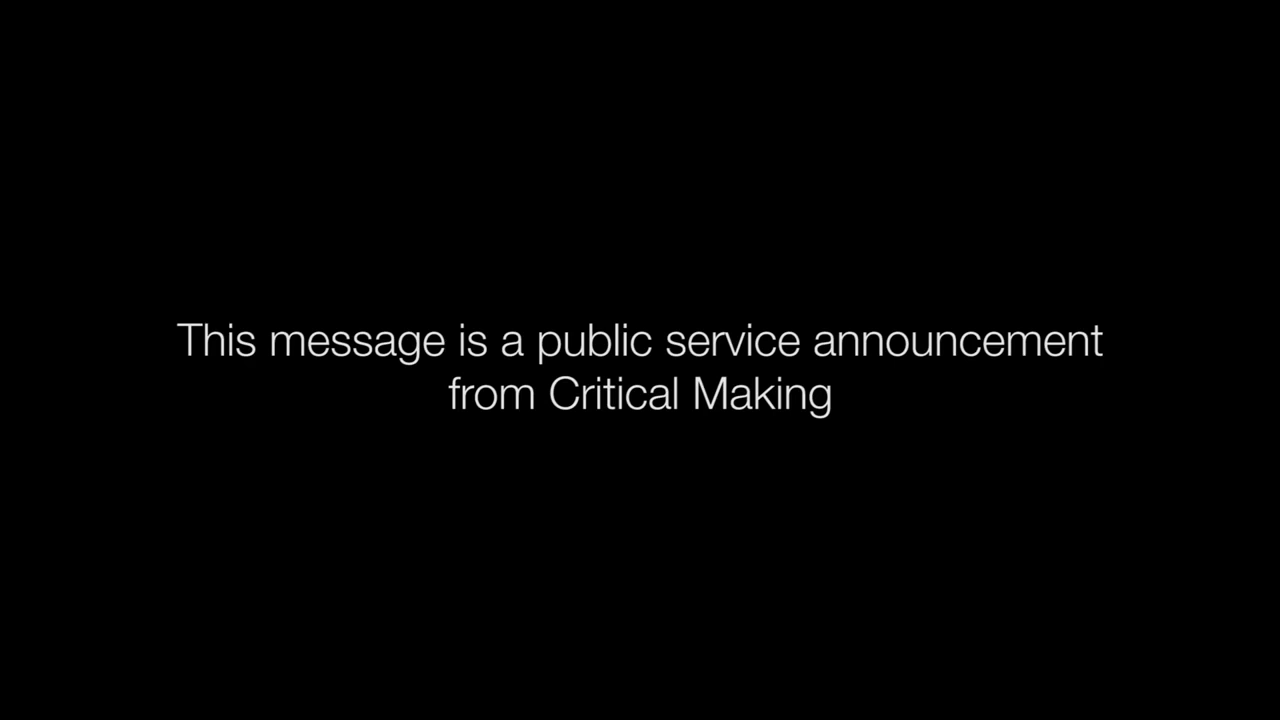 This message is a public service announcement
from Critical Making